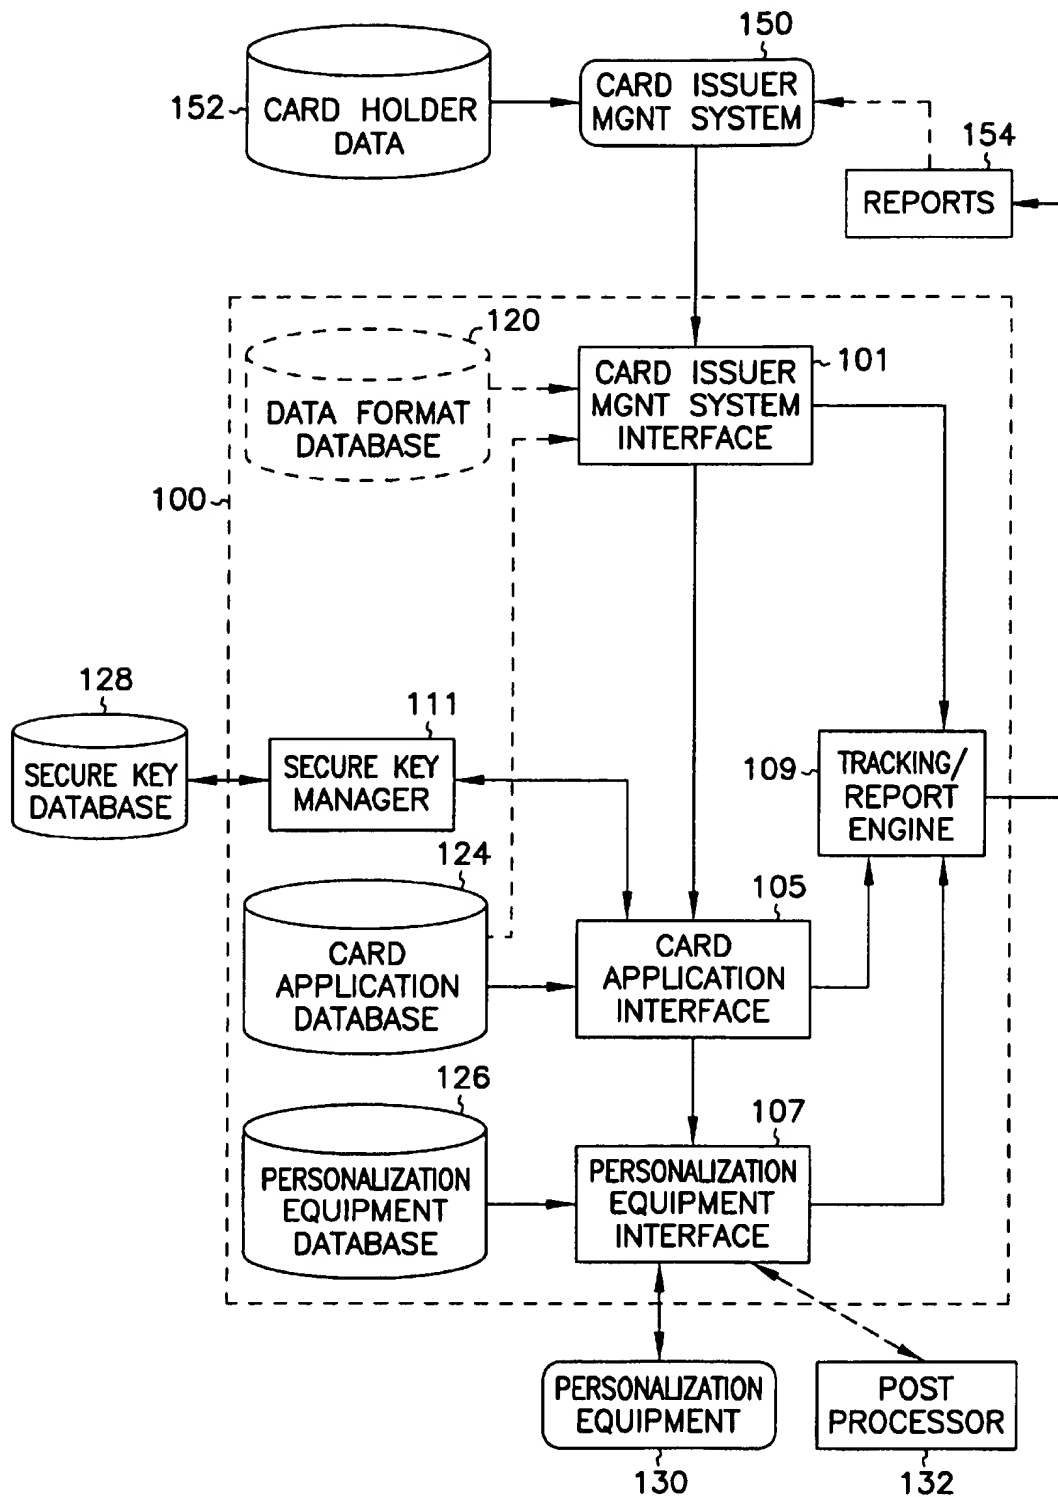 150
152
CARD HOLDER
DATA
CARD ISSUER
MGNT SYSTEM
154
REPORTS
120
DATA FORMAT
DATABASE
CARD ISSUER
MGNT SYSTEM
INTERFACE
101
100
128
SECURE KEY
DATABASE
111
SECURE KEY
MANAGER
109
TRACKING/
REPORT
ENGINE
124
CARD
APPLICATION
DATABASE
105
CARD
APPLICATION
INTERFACE
126
PERSONALIZATION
EQUIPMENT
DATABASE
107
PERSONALIZATION
EQUIPMENT
INTERFACE
PERSONALIZATION
EQUIPMENT
130
POST
PROCESSOR
132